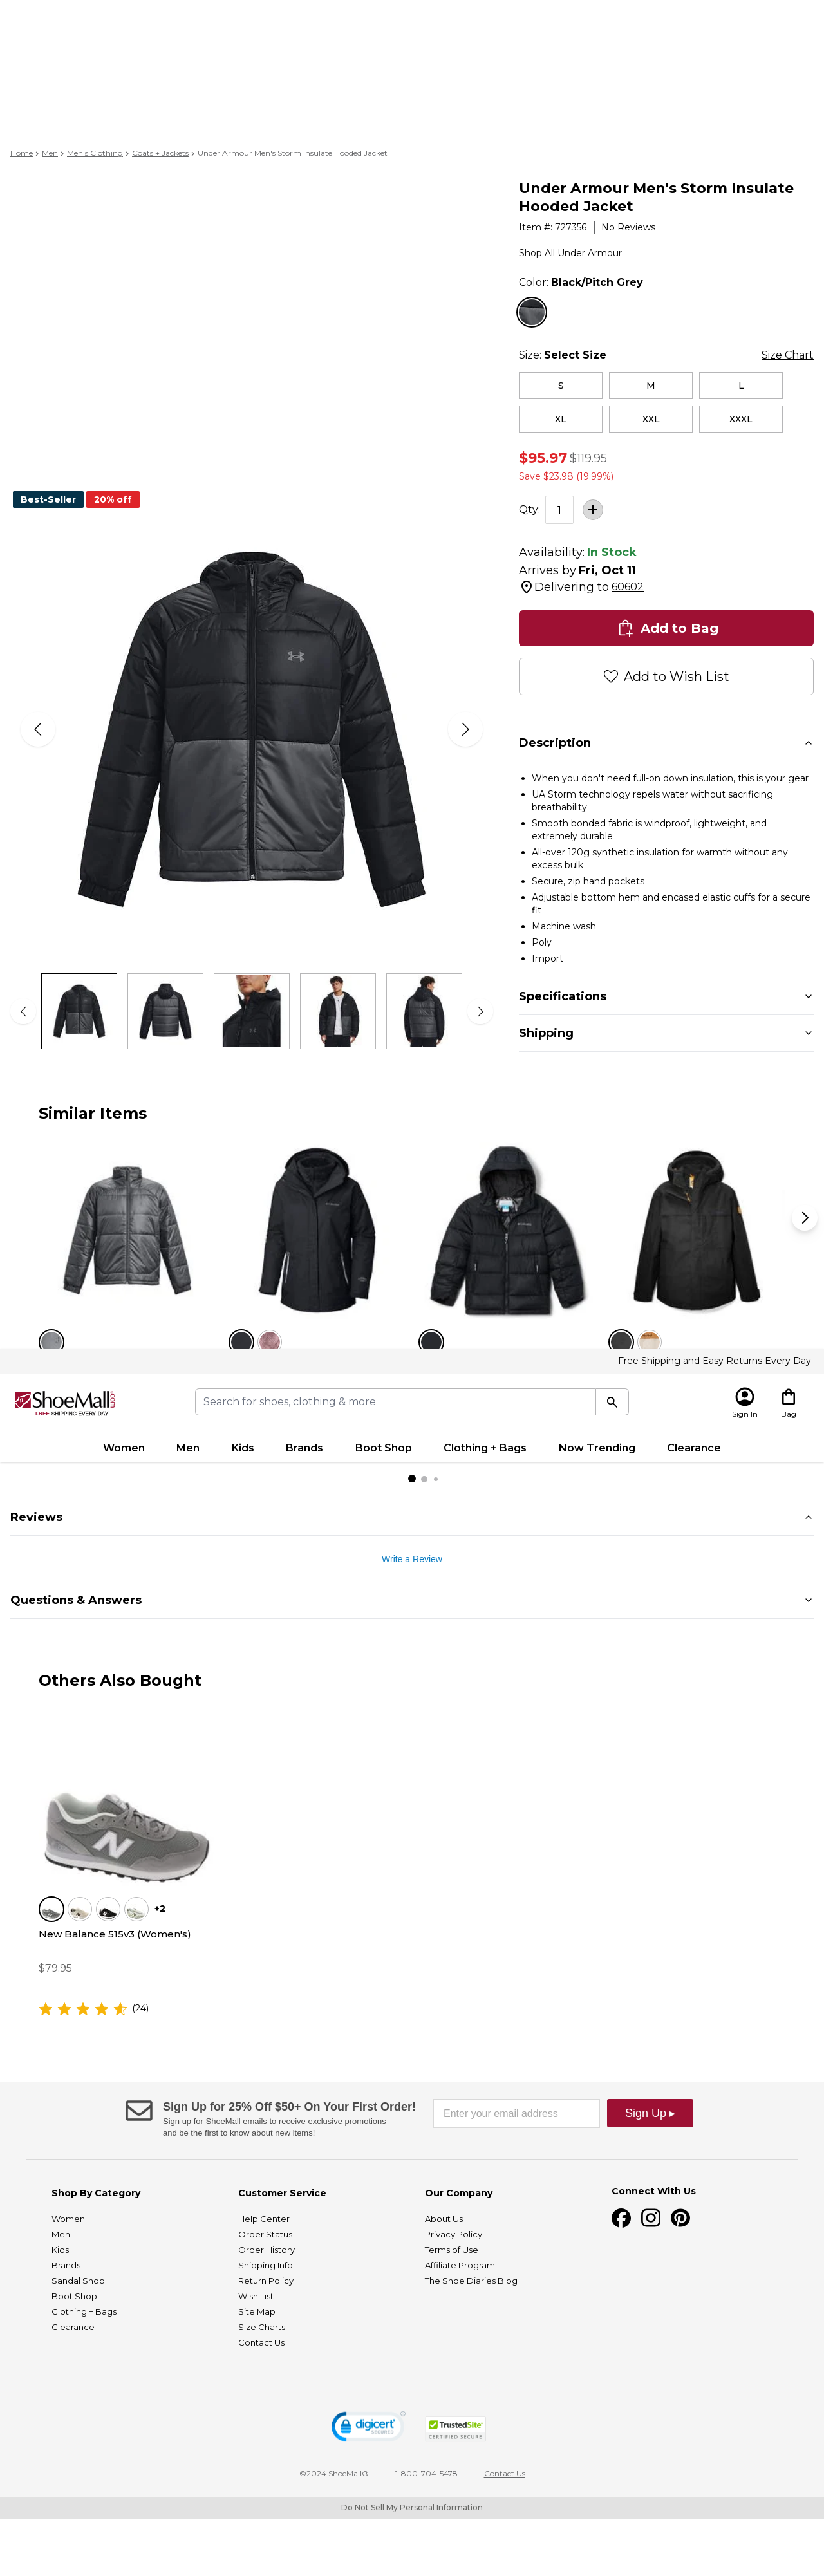 Home > Men > Men's Clothing > Coats + Jackets > Under Armour Men's Storm Insulate Hooded Jacket
Under Armour Men's Storm Insulate
Hooded Jacket
Item #: 727356 | No Reviews
Shop All Under Armour
Color: Black/Pitch Grey
Size: Select Size
Size Chart
S
M
L
XL
XXL
XXXL
$95.97 $119.95
Save $23.98 (19.99%)
Best-Seller
20% off
Qty: 1 +
Availability: In Stock
Arrives by Fri, Oct 11
Delivering to 60602
Add to Bag
Add to Wish List
Description
When you don't need full-on down insulation, this is your gear
UA Storm technology repels water without sacrificing
breathability
Smooth bonded fabric is windproof, lightweight, and
extremely durable
All-over 120g synthetic insulation for warmth without any
excess bulk
Secure, zip hand pockets
Adjustable bottom hem and encased elastic cuffs for a secure
fit
Machine wash
Poly
Import
Specifications
Shipping
Similar Items
Free Shipping and Easy Returns Every Day
ShoeMall.com
FREE SHIPPING EVERY DAY
Search for shoes, clothing & more
Sign In
Bag
Women
Men
Kids
Brands
Boot Shop
Clothing + Bags
Now Trending
Clearance
Reviews
Write a Review
Questions & Answers
Others Also Bought
+2
New Balance 515v3 (Women's)
$79.95
(24)
Sign Up for 25% Off $50+ On Your First Order!
Sign up for ShoeMall emails to receive exclusive promotions
and be the first to know about new items!
Enter your email address
Sign Up ▸
Shop By Category
Women
Men
Kids
Brands
Sandal Shop
Boot Shop
Clothing + Bags
Clearance
Customer Service
Help Center
Order Status
Order History
Shipping Info
Return Policy
Wish List
Site Map
Size Charts
Contact Us
Our Company
About Us
Privacy Policy
Terms of Use
Affiliate Program
The Shoe Diaries Blog
Connect With Us
digicert
SECURED
TrustedSite
CERTIFIED SECURE
©2024 ShoeMall® | 1-800-704-5478 | Contact Us
Do Not Sell My Personal Information